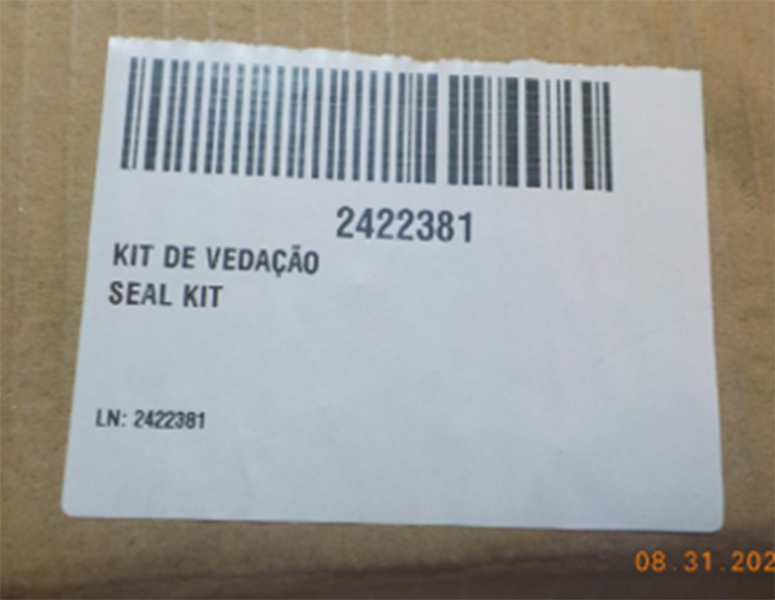 2422381
KIT DE VEDAÇÃO
SEAL KIT
LN: 2422381
08.31.202